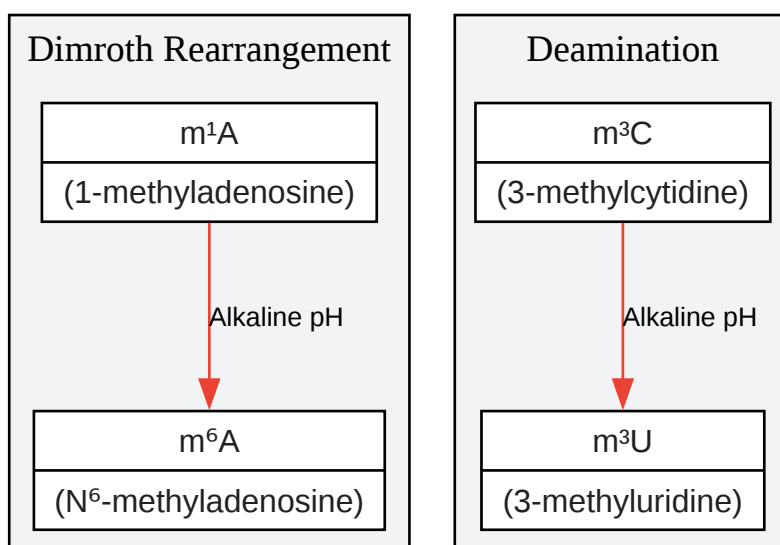 Dimroth Rearrangement
m¹A
(1-methyladenosine)
Alkaline pH
m⁶A
(N⁶-methyladenosine)
Deamination
m³C
(3-methylcytidine)
Alkaline pH
m³U
(3-methyluridine)